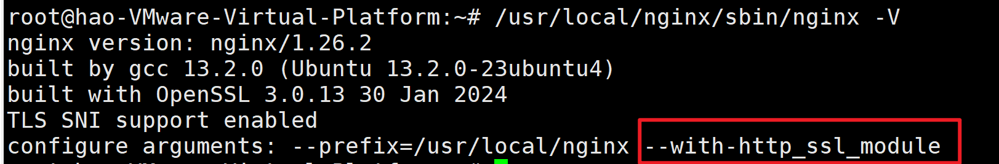 root@hao-VMware-Virtual-Platform:~# /usr/local/nginx/sbin/nginx -V
nginx version: nginx/1.26.2
built by gcc 13.2.0 (Ubuntu 13.2.0-23ubuntu4)
built with OpenSSL 3.0.13 30 Jan 2024
TLS SNI support enabled
configure arguments: --prefix=/usr/local/nginx --with-http_ssl_module